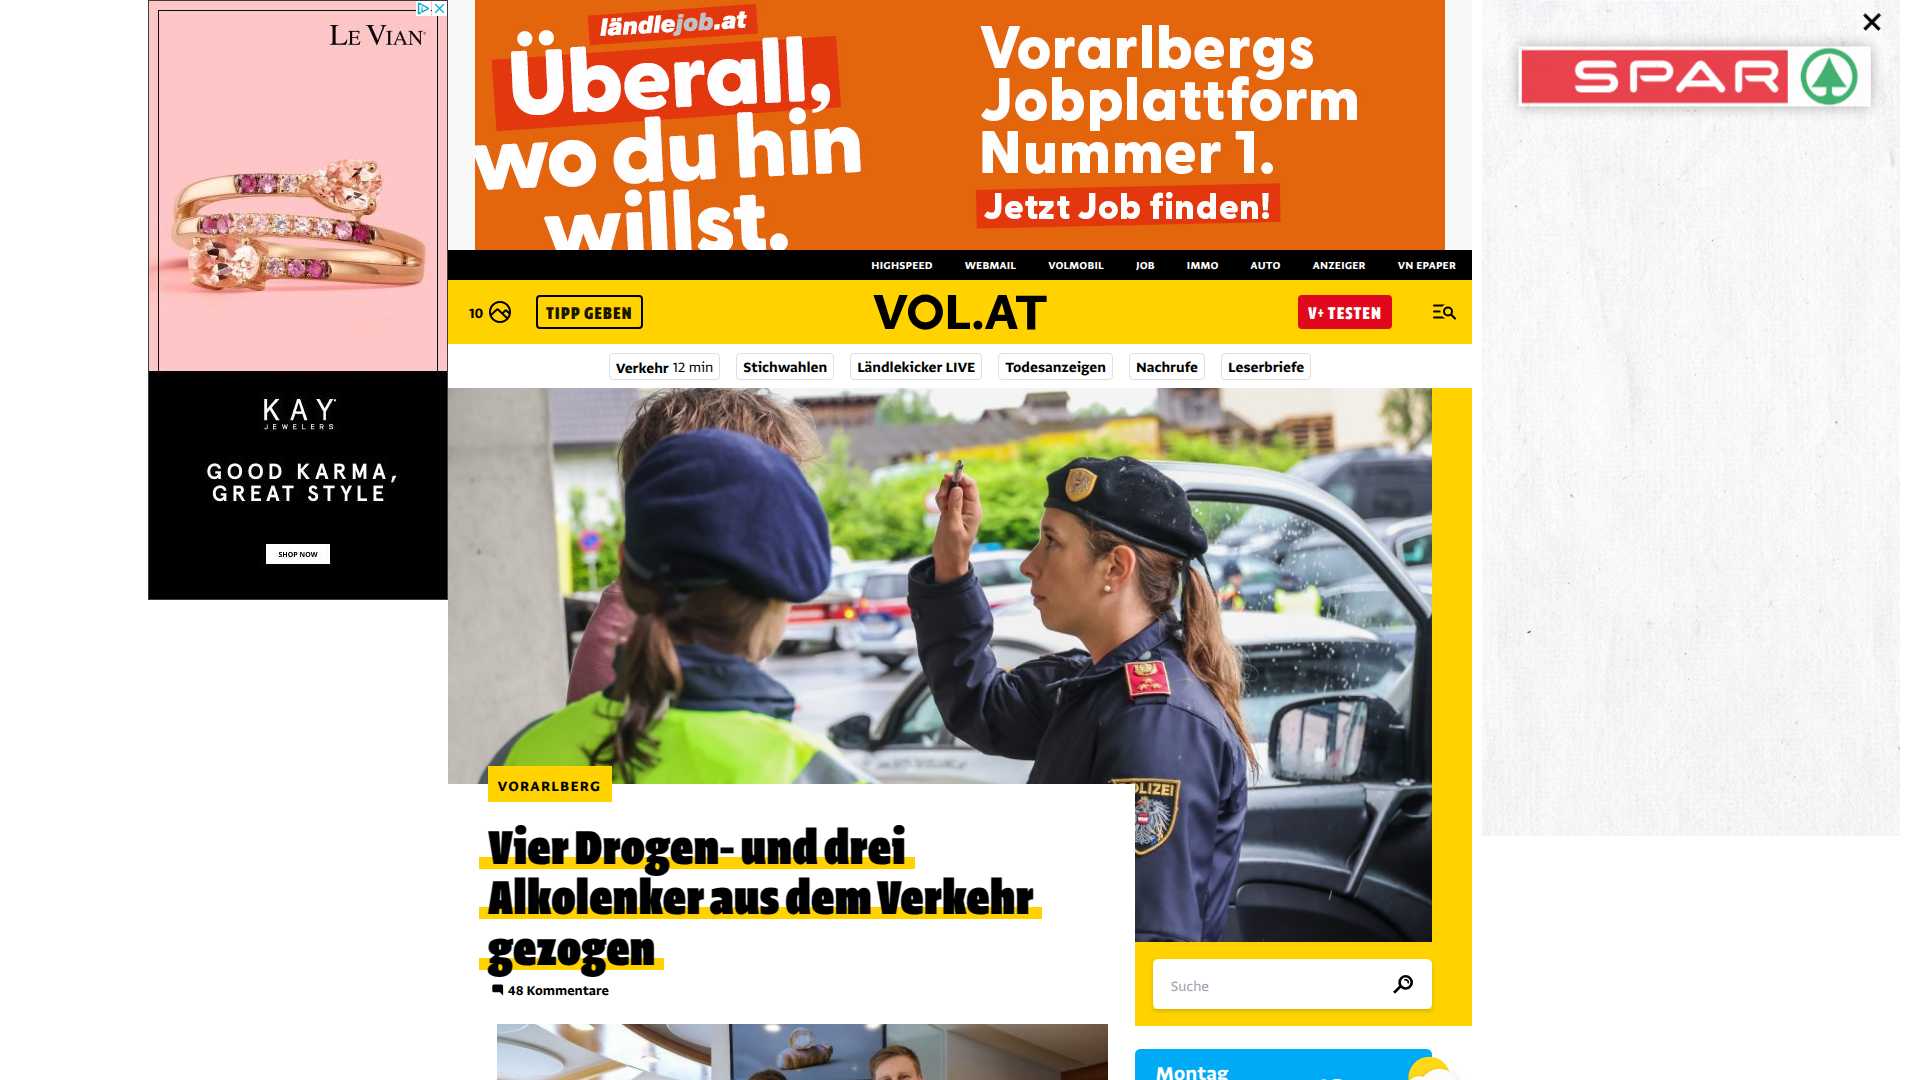 LE VIAN
KAY
JEWELERS
GOOD KARMA,
GREAT STYLE
SHOP NOW
ländlejob.at
Überall,
wo du hin
willst.
Vorarlbergs
Jobplattform
Nummer 1.
Jetzt Job finden!
SPAR
HIGHSPEED WEBMAIL VOLMOBIL JOB IMMO AUTO ANZEIGER VN EPAPER
10 TIPP GEBEN VOL.AT V+ TESTEN
Verkehr 12 min Stichwahlen Ländlekicker LIVE Todesanzeigen Nachrufe Leserbriefe
POLIZEI
VORARLBERG
Vier Drogen- und drei
Alkolenker aus dem Verkehr
gezogen
48 Kommentare
Suche
Montag